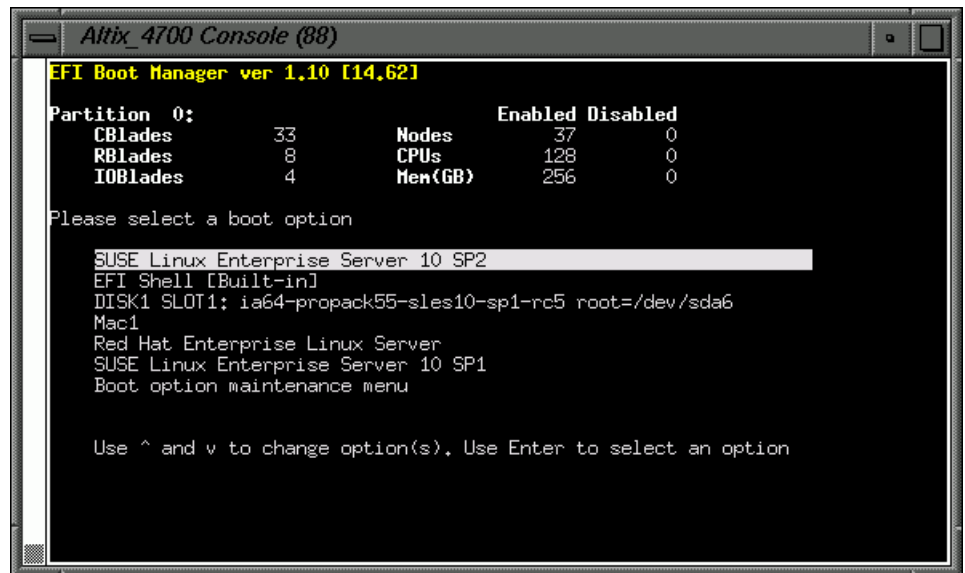 Altix_4700 Console (88)
EFI Boot Manager ver 1.10 [14.62]
Partition 0: Enabled Disabled
CBlades 33 Nodes 37 0
RBlades 8 CPUs 128 0
IOBlades 4 Mem(GB) 256 0
Please select a boot option
SUSE Linux Enterprise Server 10 SP2
EFI Shell [Built-in]
DISK1 SLOT1: ia64-propack55-sles10-sp1-rc5 root=/dev/sda6
Mac1
Red Hat Enterprise Linux Server
SUSE Linux Enterprise Server 10 SP1
Boot option maintenance menu
Use ^ and v to change option(s). Use Enter to select an option